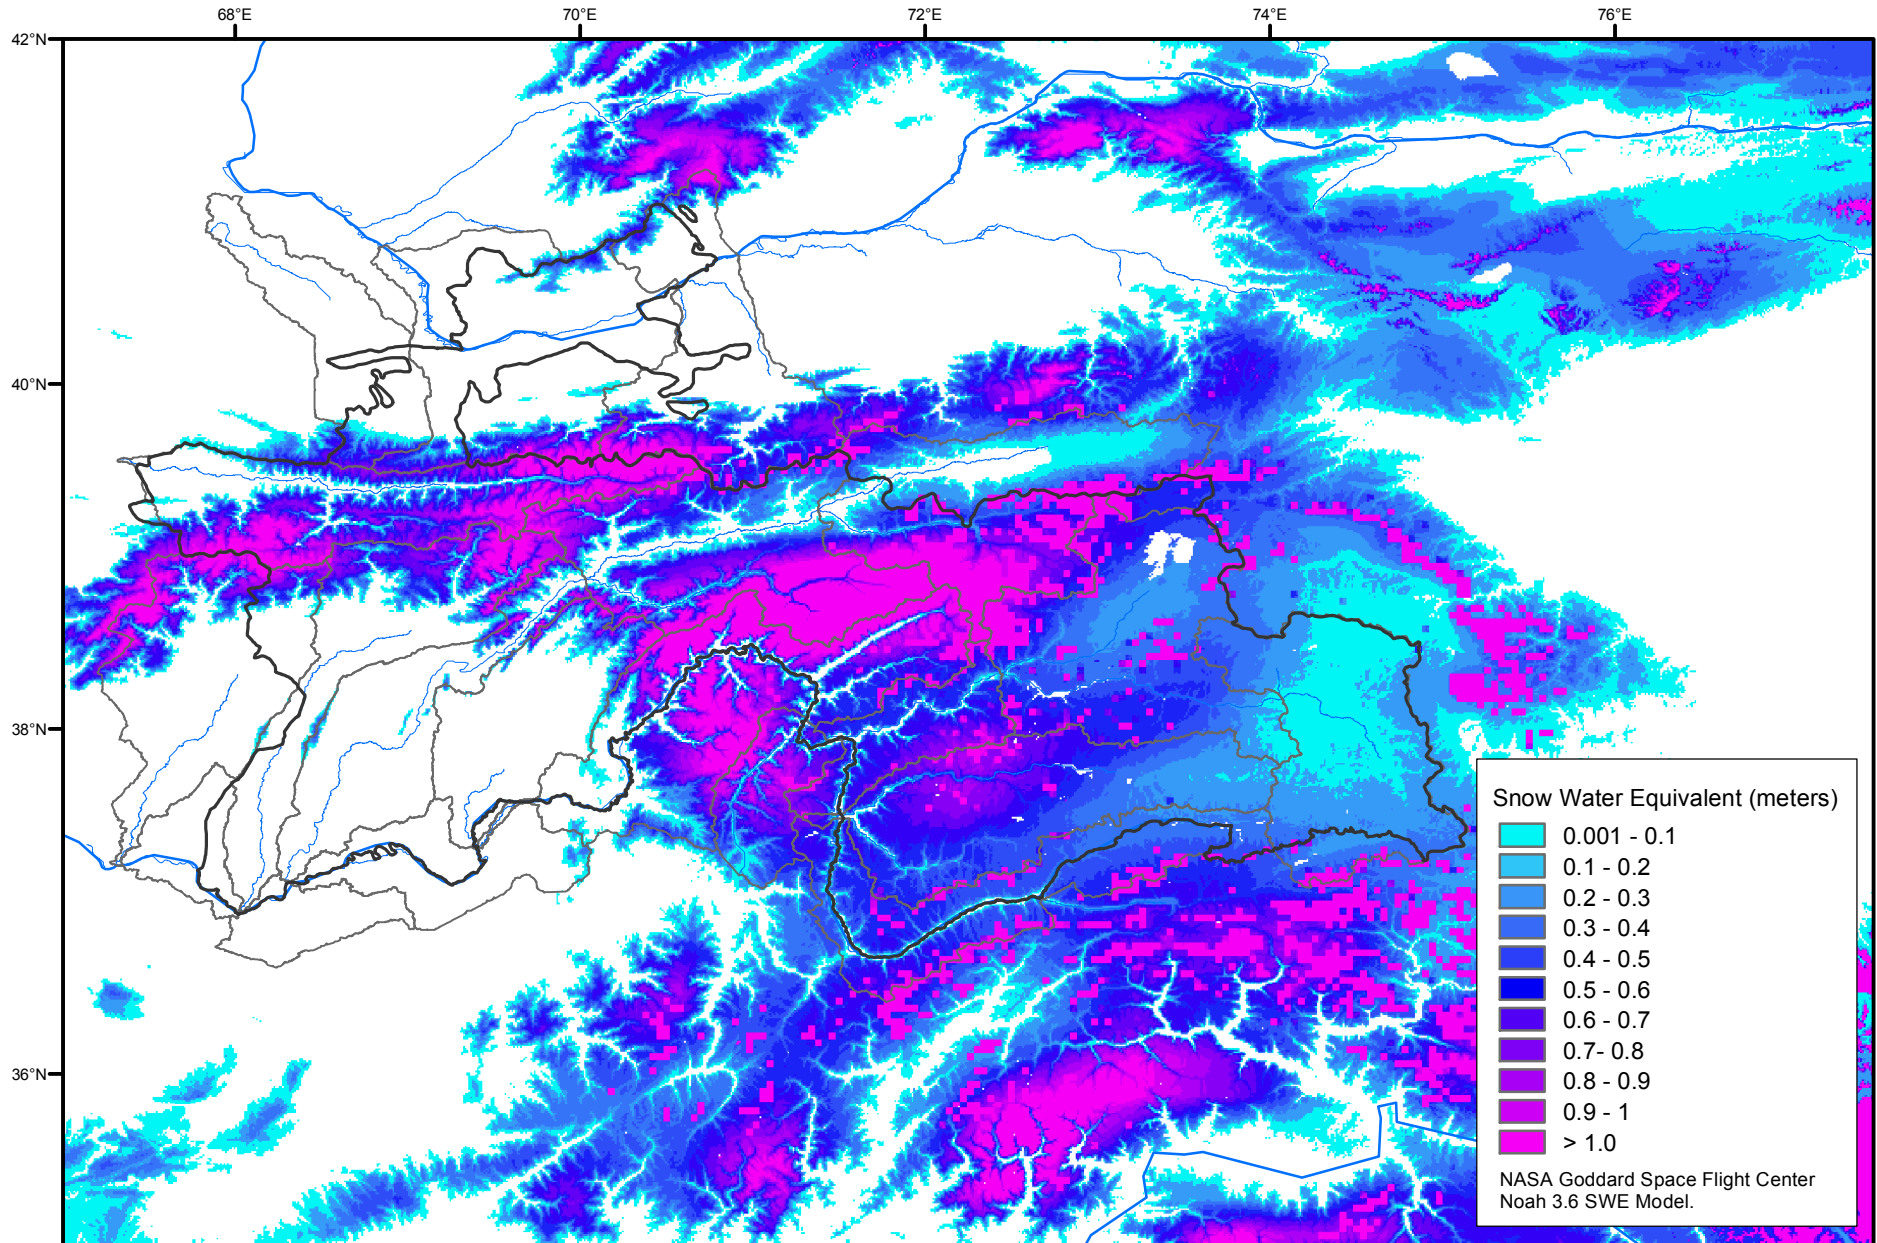 68°E
70°E
72°E
74°E
76°E
42°N
40°N
38°N
36°N
Snow Water Equivalent (meters)
0.001 - 0.1
0.1 - 0.2
0.2 - 0.3
0.3 - 0.4
0.4 - 0.5
0.5 - 0.6
0.6 - 0.7
0.7- 0.8
0.8 - 0.9
0.9 - 1
> 1.0
NASA Goddard Space Flight Center
Noah 3.6 SWE Model.